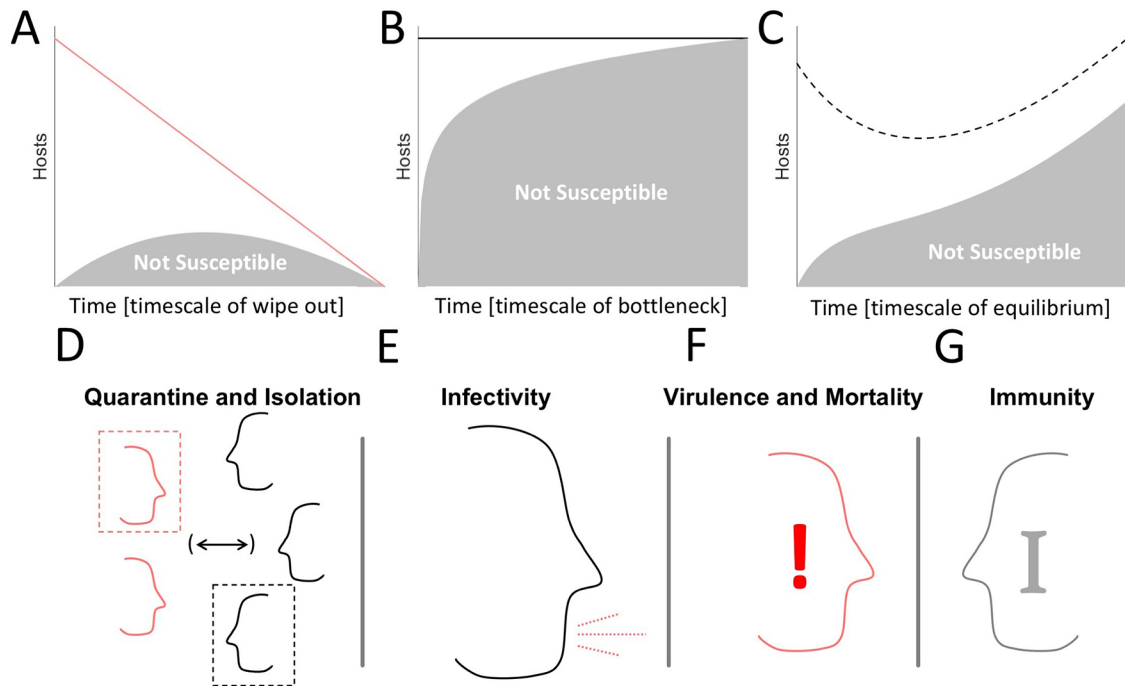 A
B
C
Hosts
Hosts
Hosts
Not Susceptible
Not Susceptible
Not Susceptible
Time [timescale of wipe out]
Time [timescale of bottleneck]
Time [timescale of equilibrium]
D
E
F
G
Quarantine and Isolation
Infectivity
Virulence and Mortality
Immunity
( )
!
I